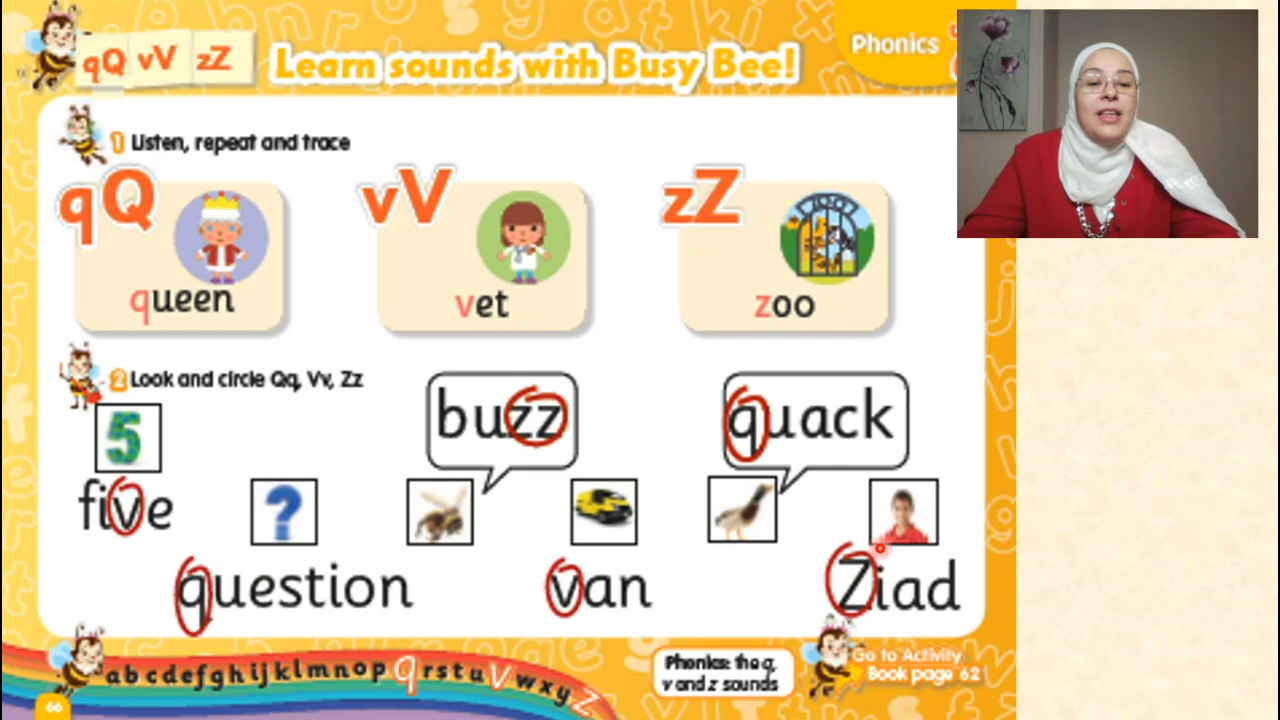 qQ vV zZ
Learn sounds with Busy Bee!
Phonics
1 Listen, repeat and trace
qQ
vV
zZ
ZOO
queen
vet
zoo
2 Look and circle Qq, Vv, Zz
buzz
quack
5
five
?
question
van
Ziad
a b c d e f g h i j k l m n o p q r s t u v w x y z
Phonics: the q,
v and z sounds
Go to Activity
Book page 62
66